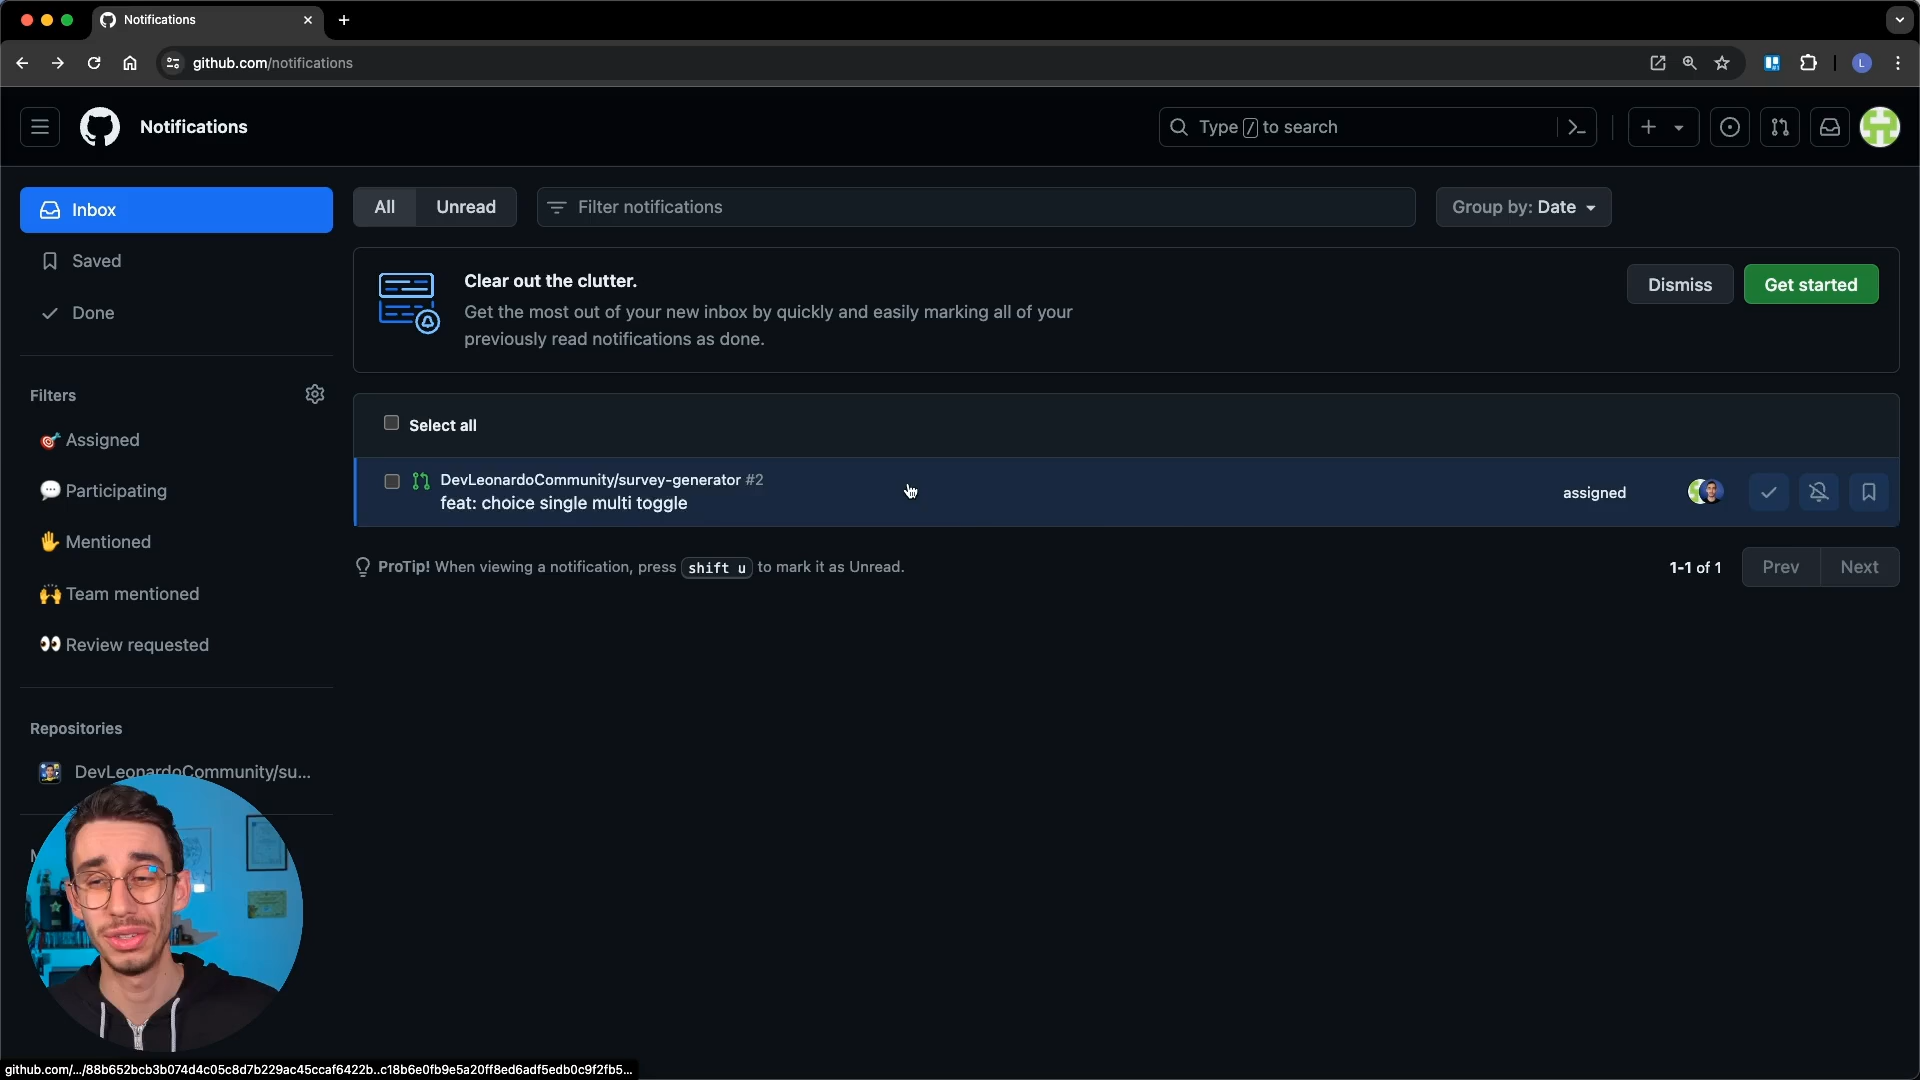 Notifications
github.com/notifications
L
Notifications
Type / to search
Inbox
All
Unread
Filter notifications
Group by: Date
Saved
Done
Clear out the clutter.
Get the most out of your new inbox by quickly and easily marking all of your
previously read notifications as done.
Dismiss
Get started
Filters
Select all
Assigned
DevLeonardoCommunity/survey-generator #2
feat: choice single multi toggle
assigned
Participating
Mentioned
ProTip! When viewing a notification, press shift u to mark it as Unread.
1-1 of 1
Prev
Next
Team mentioned
Review requested
Repositories
DevLeonardoCommunity/su...
github.com/.../88b652bcb3b074d4c05c8d7b229ac45ccaf6422b..c18b6e0fb9e5a20ff8ed6adf5edb0c9f2fb5...